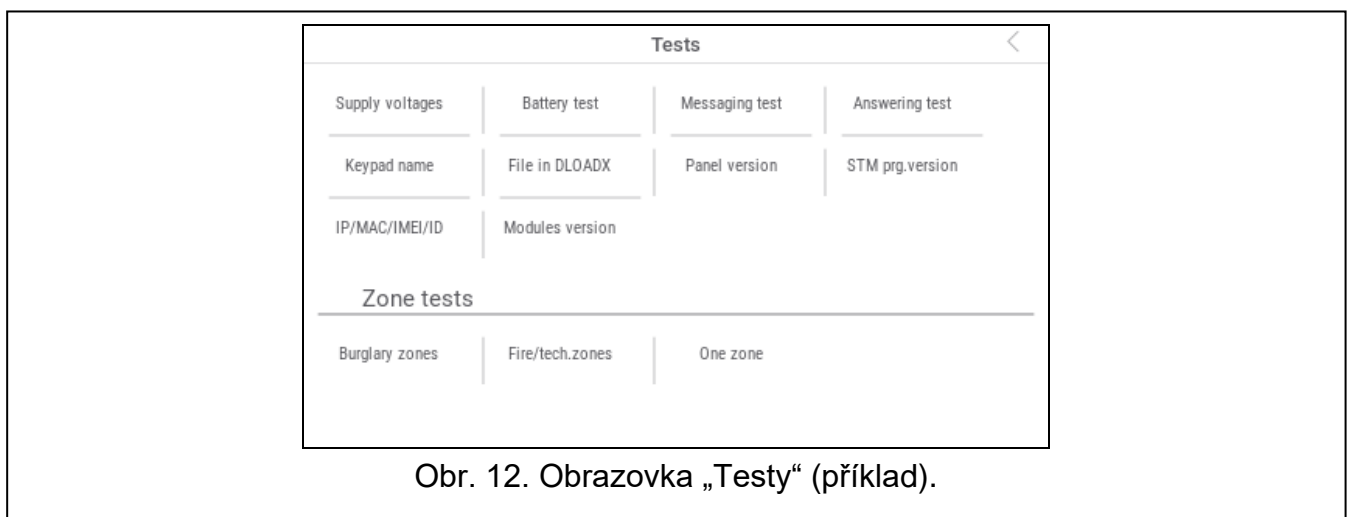 Tests
Supply voltages Battery test Messaging test Answering test
Keypad name File in DLOADX Panel version STM prg.version
IP/MAC/IMEI/ID Modules version
Zone tests
Burglary zones Fire/tech.zones One zone
Obr. 12. Obrazovka „Testy“ (příklad).